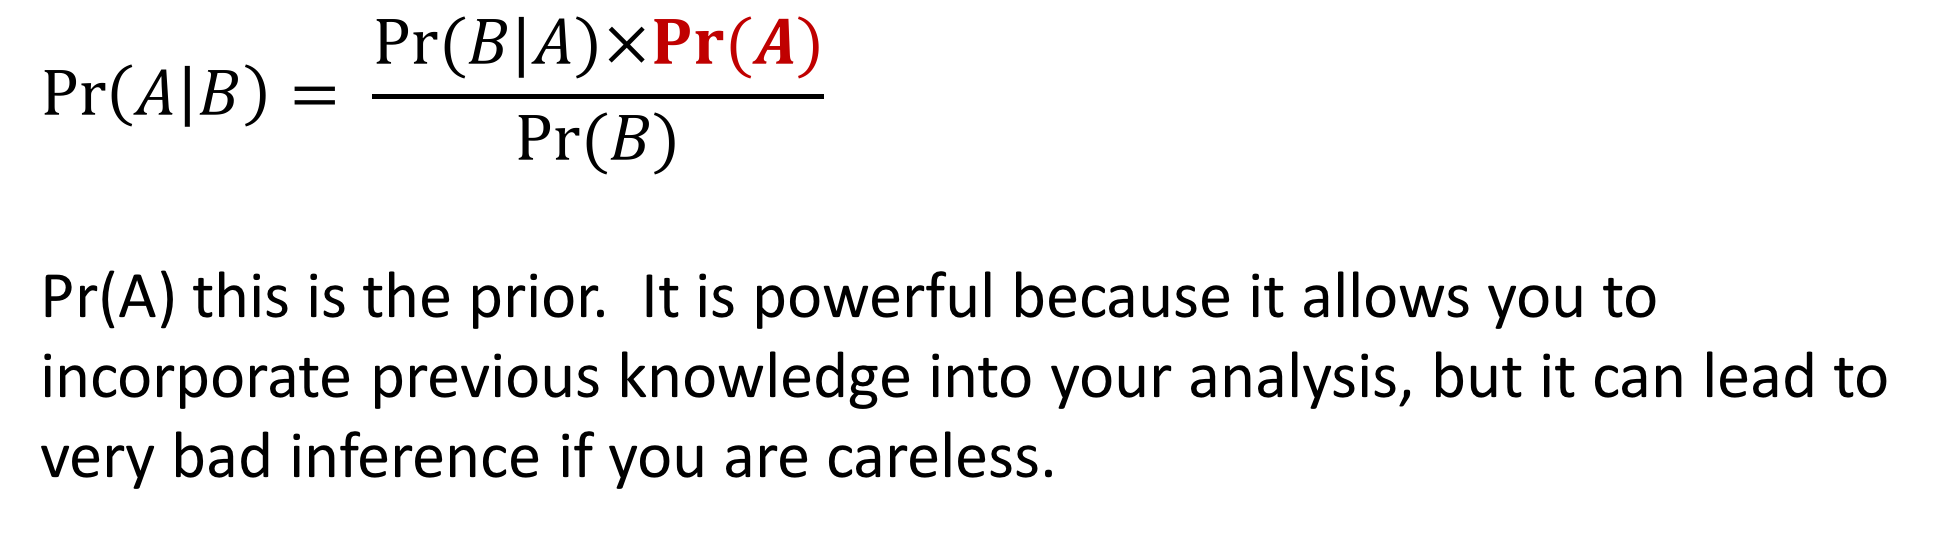 Pr(B|A)×Pr(A)
Pr(A|B) =
Pr(B)
Pr(A) this is the prior.  It is powerful because it allows you to
incorporate previous knowledge into your analysis, but it can lead to
very bad inference if you are careless.